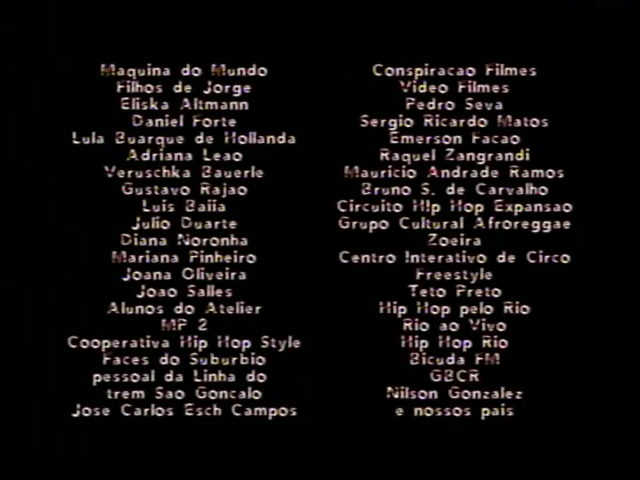 Maquina do Mundo
Filhos de Jorge
Eliska Altmann
Daniel Forte
Lula Buarque de Hollanda
Adriana Leao
Veruschka Bauerle
Gustavo Rajao
Luis Baiia
Julio Duarte
Diana Noronha
Mariana Pinheiro
Joana Oliveira
Joao Salles
Alunos do Atelier
MP 2
Cooperativa Hip Hop Style
Faces do Suburbio
pessoal da Linha do
trem Sao Goncalo
Jose Carlos Esch Campos
Conspiracao Filmes
Video Filmes
Pedro Seva
Sergio Ricardo Matos
Emerson Facao
Raquel Zangrandi
Mauricio Andrade Ramos
Bruno S. de Carvalho
Circuito HIp Hop Expansao
Grupo Cultural Afroreggae
Zoeira
Centro Interativo de Circo
Freestyle
Teto Preto
Hip Hop pelo Rio
Rio ao Vivo
Hip Hop Rio
Bicuda FM
GBCR
Nilson Gonzalez
e nossos pais